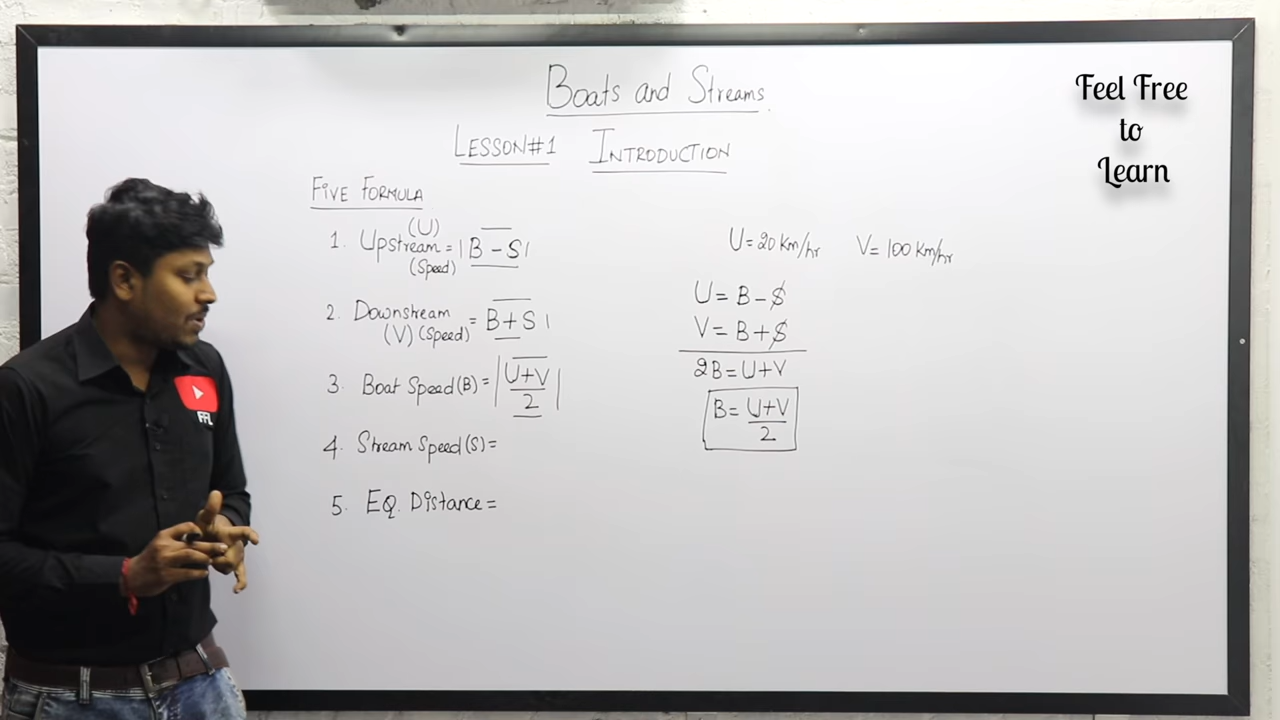 Boats and Streams.
LESSON#1 INTRODUCTION
FIVE FORMULA
1. Upstream (U) (Speed) = |B - S|
2. Downstream (V) (Speed) = B+S |
3. Boat Speed (B) = |U+V/2|
4. Stream Speed (S) =
5. EQ. Distance =
U = 20 km/hr V = 100 km/hr
U = B - S
V = B + S
2B = U+V
B = U+V/2
Feel Free
to
Learn
FFL